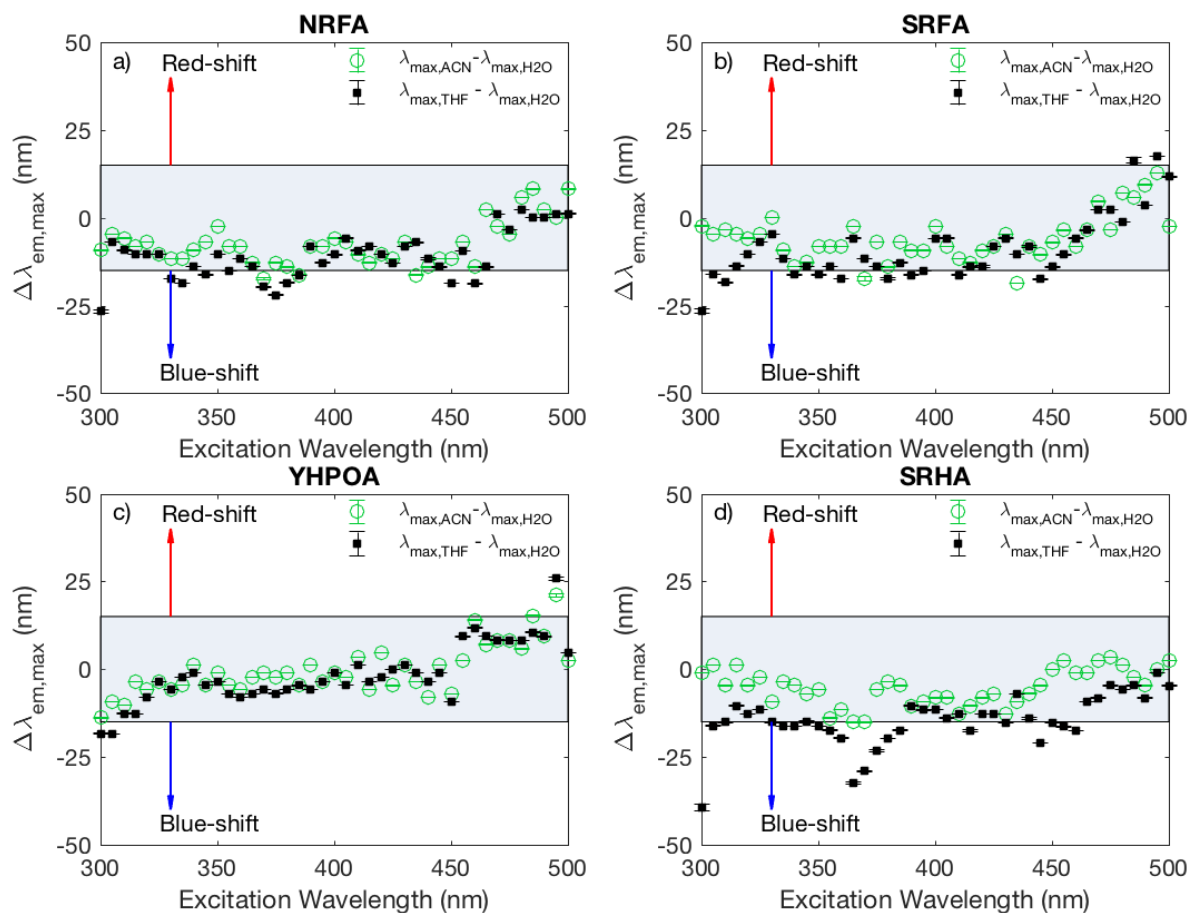 NRFA
a)
Red-shift
λmax,ACN-λmax,H2O
λmax,THF - λmax,H2O
Blue-shift
50
25
0
-25
-50
Δ λem,max (nm)
300 350 400 450 500
Excitation Wavelength (nm)
SRFA
b)
Red-shift
λmax,ACN-λmax,H2O
λmax,THF - λmax,H2O
Blue-shift
50
25
0
-25
-50
Δ λem,max (nm)
300 350 400 450 500
Excitation Wavelength (nm)
YHPOA
c)
Red-shift
λmax,ACN-λmax,H2O
λmax,THF - λmax,H2O
Blue-shift
50
25
0
-25
-50
Δ λem,max (nm)
300 350 400 450 500
Excitation Wavelength (nm)
SRHA
d)
Red-shift
λmax,ACN-λmax,H2O
λmax,THF - λmax,H2O
Blue-shift
50
25
0
-25
-50
Δ λem,max (nm)
300 350 400 450 500
Excitation Wavelength (nm)